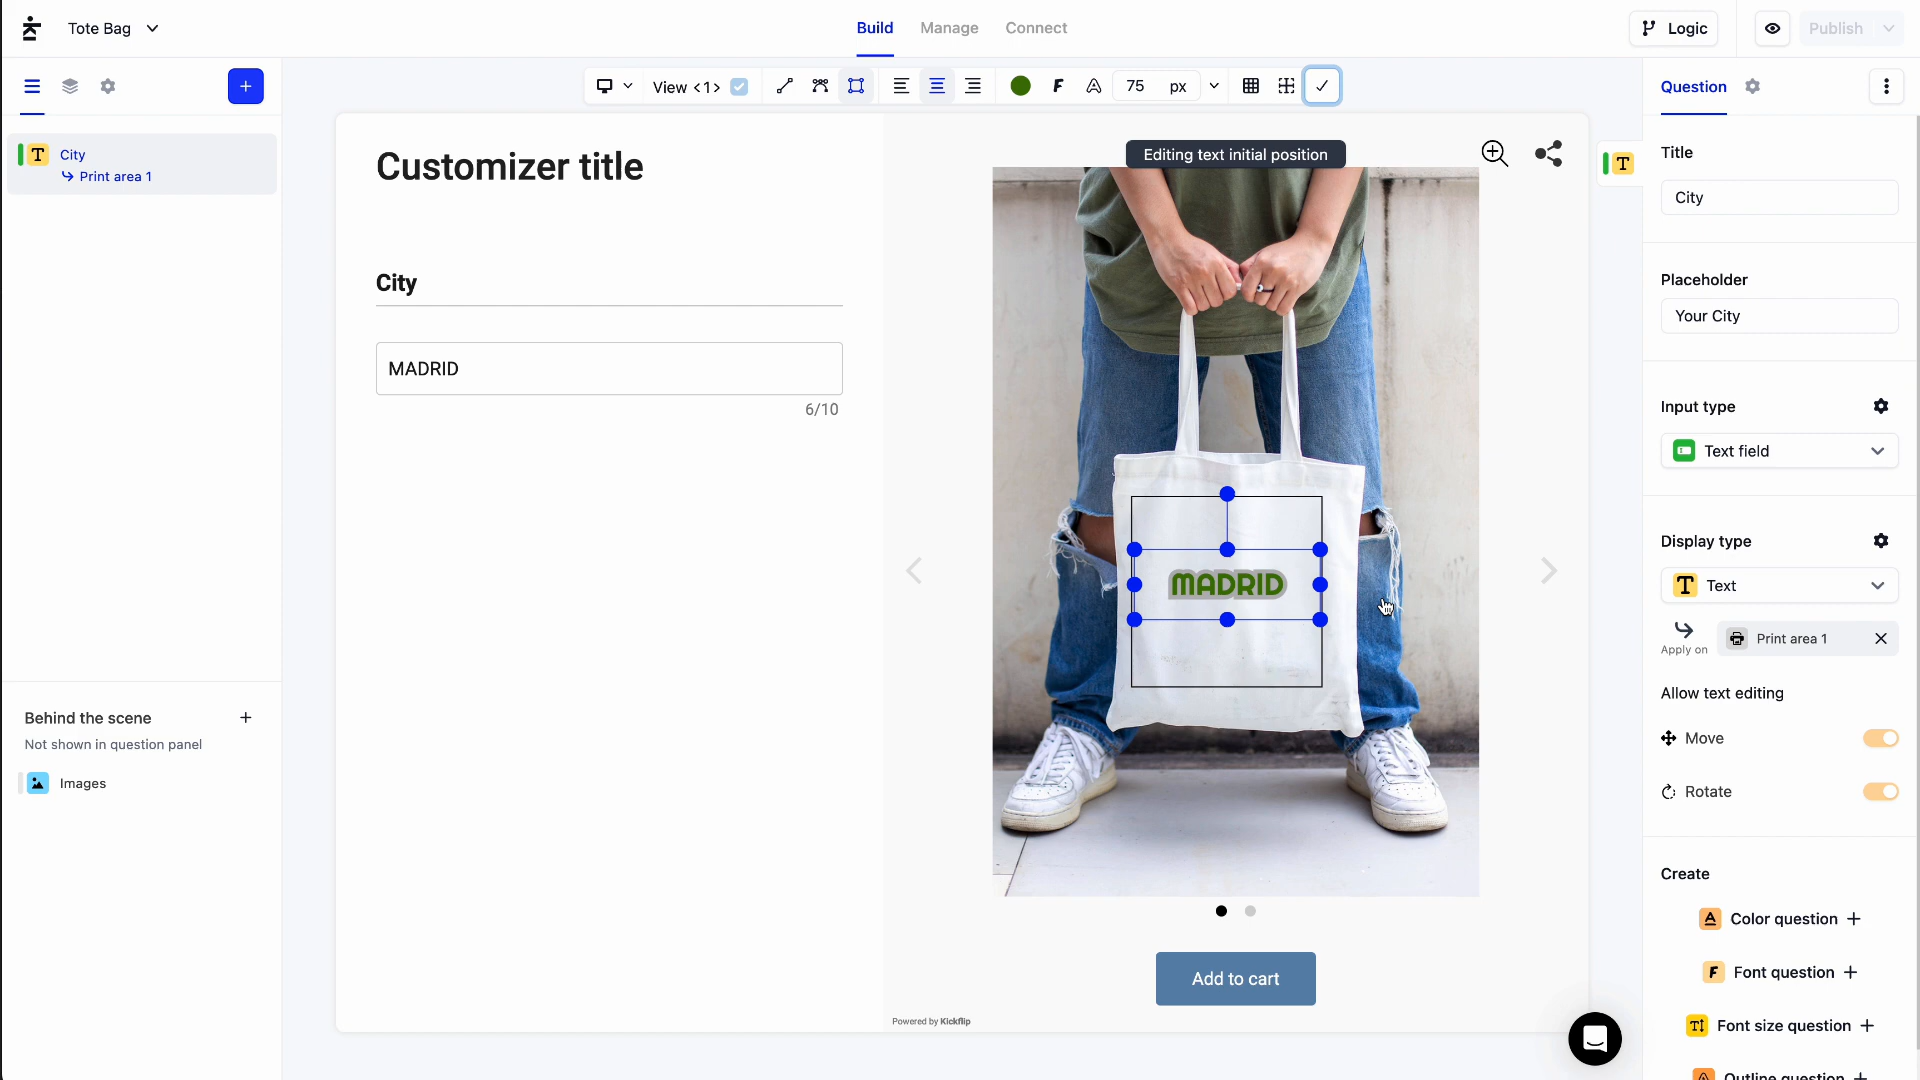 Tote Bag
Build
Manage
Connect
Logic
Publish
View <1>
75 px
Question
City
Print area 1
Customizer title
Editing text initial position
Title
City
City
Placeholder
Your City
MADRID
6/10
Input type
Text field
MADRID
Display type
Text
Apply on
Print area 1
Allow text editing
Move
Rotate
Behind the scene
Not shown in question panel
Images
Create
Color question
Font question
Font size question
Outline question
Add to cart
Powered by Kickflip